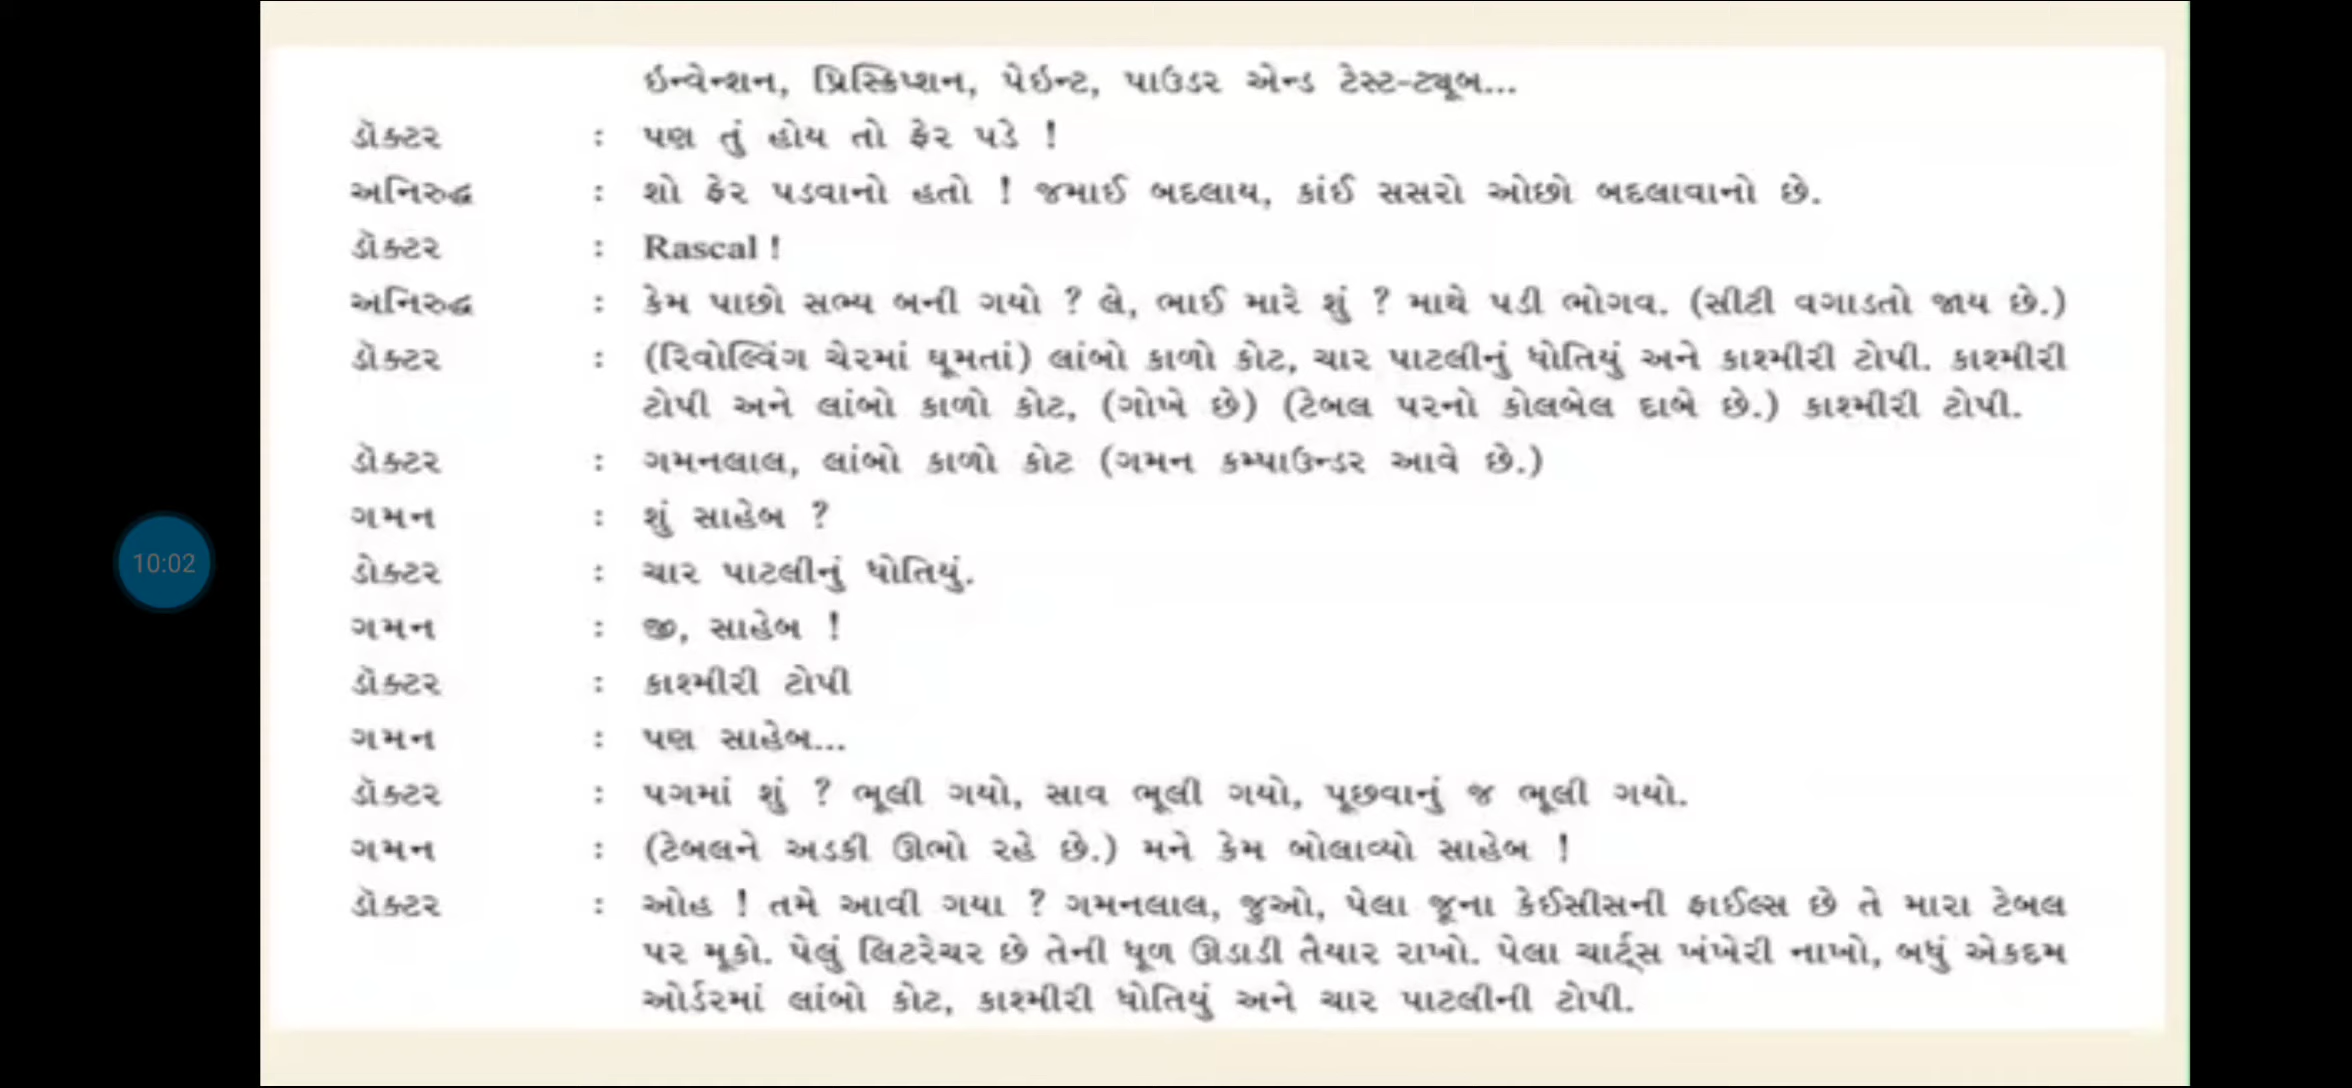 ઇન્વેન્શન, પ્રિસ્ક્રિપ્શન, પેઇન્ટ, પાઉડર એન્ડ ટેસ્ટ-ટ્યૂબ...
ડૉક્ટર : પણ તું હોય તો ફેર પડે !
અનિરુદ્ધ : શો ફેર પડવાનો હતો ! જમાઈ બદલાય, કાંઈ સસરો ઓછો બદલાવાનો છે.
ડૉક્ટર : Rascal !
અનિરુદ્ધ : કેમ પાછો સભ્ય બની ગયો ? લે, ભાઈ મારે શું ? માથે પડી ભોગવ. (સીટી વગાડતો જાય છે.)
ડૉક્ટર : (રિવોલ્વિંગ ચેરમાં ઘૂમતાં) લાંબો કાળો કોટ, ચાર પાટલીનું ધોતિયું અને કાશ્મીરી ટોપી. કાશ્મીરી
ટોપી અને લાંબો કાળો કોટ, (ગોખે છે) (ટેબલ પરનો કોલબેલ દાબે છે.) કાશ્મીરી ટોપી.
ડૉક્ટર : ગમનલાલ, લાંબો કાળો કોટ (ગમન કમ્પાઉન્ડર આવે છે.)
ગમન : શું સાહેબ ?
ડોક્ટર : ચાર પાટલીનું ધોતિયું.
ગમન : જી, સાહેબ !
ડૉક્ટર : કાશ્મીરી ટોપી
ગમન : પણ સાહેબ...
ડૉક્ટર : પગમાં શું ? ભૂલી ગયો, સાવ ભૂલી ગયો, પૂછવાનું જ ભૂલી ગયો.
ગમન : (ટેબલને અડકી ઊભો રહે છે.) મને કેમ બોલાવ્યો સાહેબ !
ડૉક્ટર : ઓહ ! તમે આવી ગયા ? ગમનલાલ, જુઓ, પેલા જૂના કેઈસીસની ફાઈલ્સ છે તે મારા ટેબલ
10:02
પર મૂકો. પેલું લિટરેચર છે તેની ધૂળ ઊડાડી તૈયાર રાખો. પેલા ચાર્ટ્સ ખંખેરી નાખો, બધું એકદમ
ઓર્ડરમાં લાંબો કોટ, કાશ્મીરી ધોતિયું અને ચાર પાટલીની ટોપી.